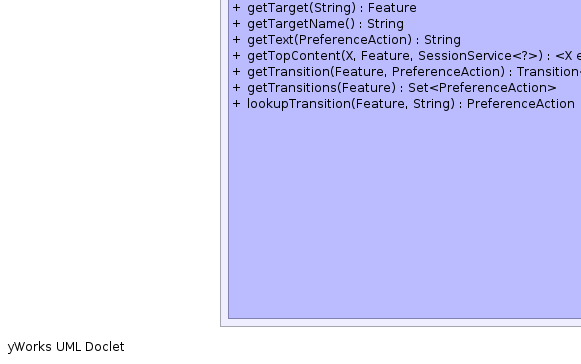 + getTarget(String) : Feature
+ getTargetName() : String
+ getText(PreferenceAction) : String
+ getTopContent(X, Feature, SessionService<?>) : <X e
+ getTransition(Feature, PreferenceAction) : Transition<
+ getTransitions(Feature) : Set<PreferenceAction>
+ lookupTransition(Feature, String) : PreferenceAction
yWorks UML Doclet